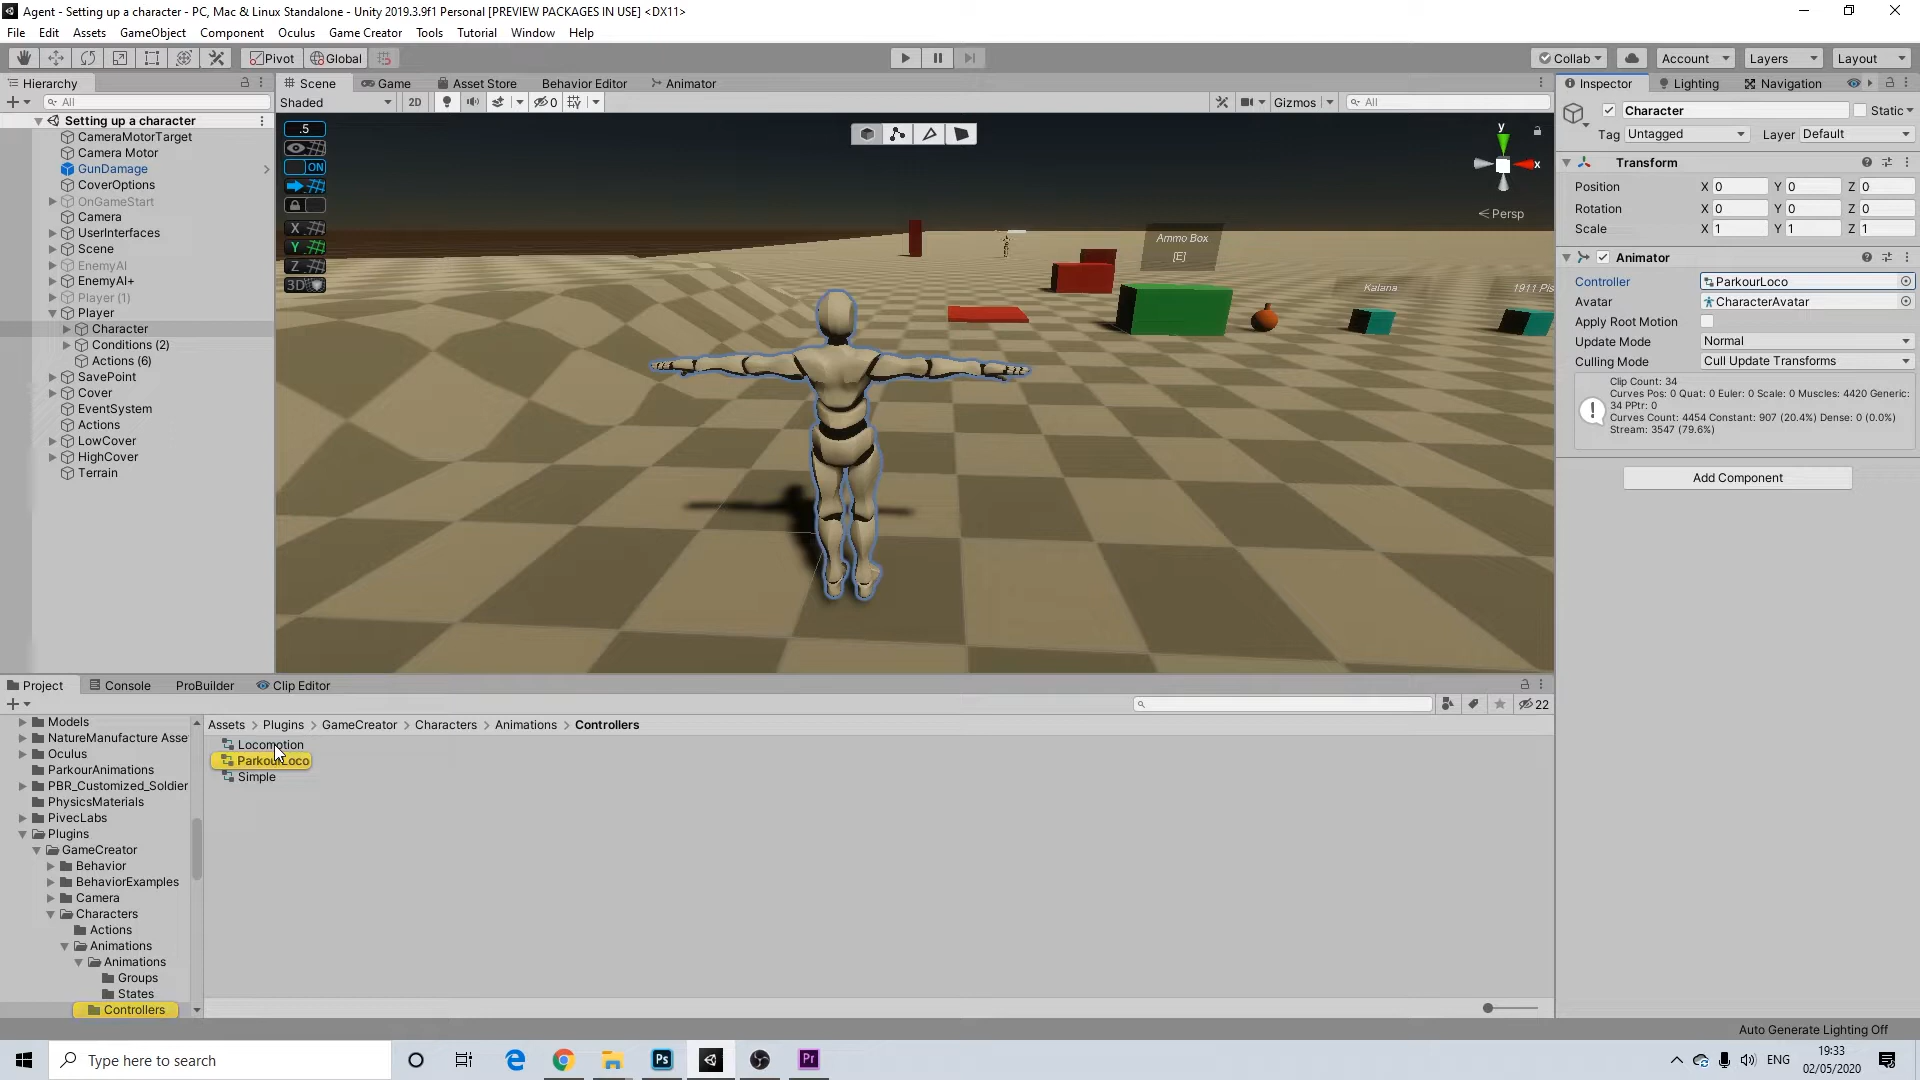 Agent - Setting up a character - PC, Mac & Linux Standalone - Unity 2019.3.9f1 Personal [PREVIEW PACKAGES IN USE] <DX11>
File Edit Assets GameObject Component Oculus Game Creator Tools Tutorial Window Help
Pivot Global Collab Account Layers Layout
Hierarchy
All
Setting up a character
CameraMotorTarget
Camera Motor
GunDamage
CoverOptions
OnGameStart
Camera
UserInterfaces
Scene
EnemyAI
EnemyAI+
Player (1)
Player
Character
Conditions (2)
Actions (6)
SavePoint
Cover
EventSystem
Actions
LowCover
HighCover
Terrain
Scene Game Asset Store Behavior Editor Animator
Shaded 2D 0 Gizmos All
.5
ON
X
Y
Z
3D
y
x
Persp
Ammo Box
[E]
Katana
1911 Pis
Inspector Lighting Navigation
Character Static
Tag Untagged Layer Default
Transform
Position X 0 Y 0 Z 0
Rotation X 0 Y 0 Z 0
Scale X 1 Y 1 Z 1
Animator
Controller ParkourLoco
Avatar CharacterAvatar
Apply Root Motion
Update Mode Normal
Culling Mode Cull Update Transforms
Clip Count: 34
Curves Pos: 0 Quat: 0 Euler: 0 Scale: 0 Muscles: 4420 Generic:
34 PPtr: 0
Curves Count: 4454 Constant: 907 (20.4%) Dense: 0 (0.0%)
Stream: 3547 (79.6%)
Add Component
Project Console ProBuilder Clip Editor
22
Models
NatureManufacture Asse
Oculus
ParkourAnimations
PBR_Customized_Soldier
PhysicsMaterials
PivecLabs
Plugins
GameCreator
Behavior
BehaviorExamples
Camera
Characters
Actions
Animations
Animations
Groups
States
Controllers
Assets > Plugins > GameCreator > Characters > Animations > Controllers
Locomotion
ParkourLoco
Simple
Auto Generate Lighting Off
Type here to search
Ps
Pr
ENG
19:33
02/05/2020